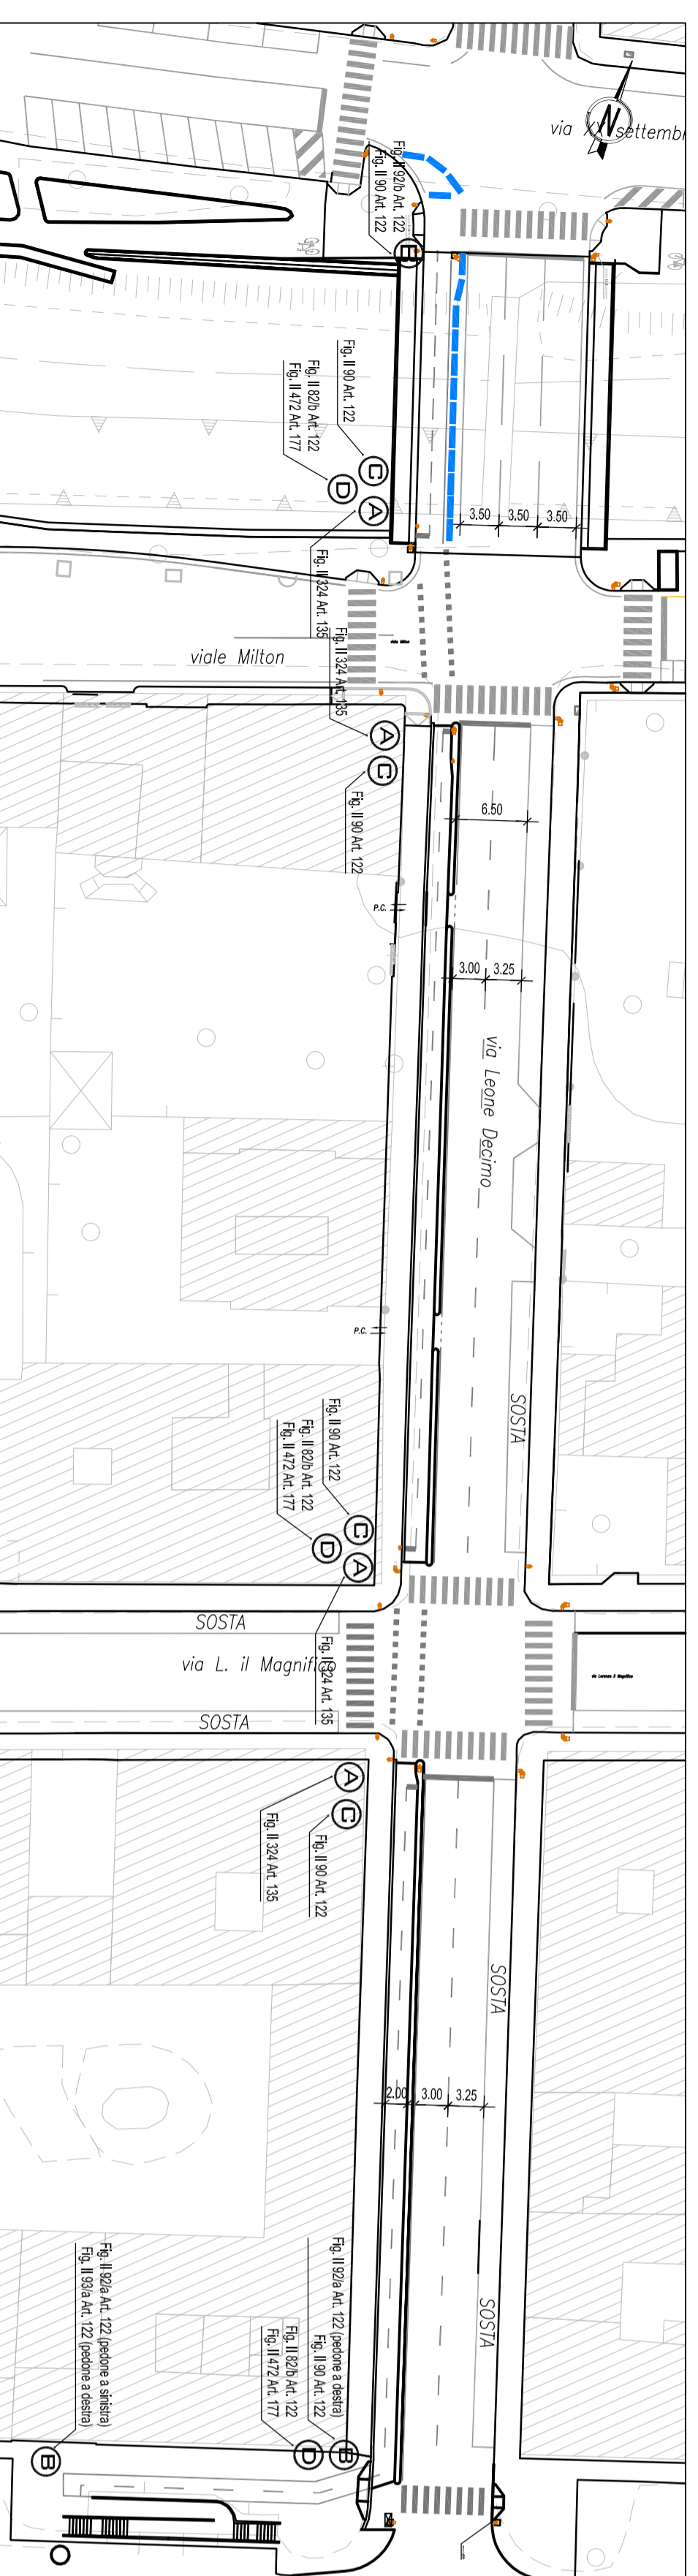 N
via XX settembr
Fig. II 92/b Art. 122
Fig. II 90 Art. 122
B
Fig. II 90 Art. 122
Fig. II 82/b Art. 122
Fig. II 472 Art. 177
C
D
A
3.50
3.50
3.50
Fig. II 324 Art. 135
viale Milton
viale Milton
Fig. II 324 Art. 135
A
C
Fig. II 90 Art. 122
6.50
P.C.
3.00
3.25
via Leone Decimo
P.C.
SOSTA
Fig. II 90 Art. 122
Fig. II 82/b Art. 122
Fig. II 472 Art. 177
C
D
A
SOSTA
via L. il Magnifico
Fig. II 324 Art. 135
via Lorenzo il Magnifico
SOSTA
A
C
Fig. II 324 Art. 135
Fig. II 90 Art. 122
SOSTA
2.00
3.00
3.25
SOSTA
Fig. II 92/a Art. 122 (pedone a destra)
Fig. II 90 Art. 122
Fig. II 82/b Art. 122
Fig. II 472 Art. 177
Fig. II 92/a Art. 122 (pedone a sinistra)
Fig. II 93/a Art. 122 (pedone a destra)
D
B
B